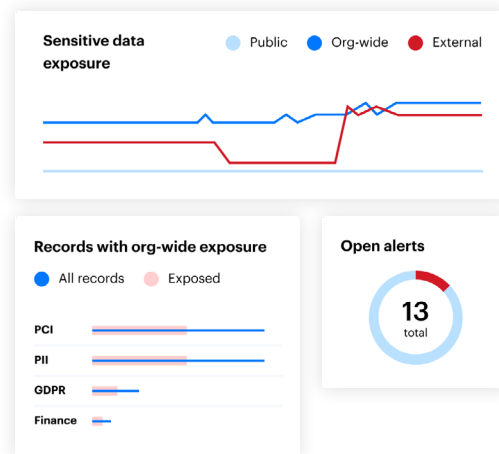 Sensitive data
exposure
Public
Org-wide
External
Records with org-wide exposure
All records
Exposed
PCI
PII
GDPR
Finance
Open alerts
13
total